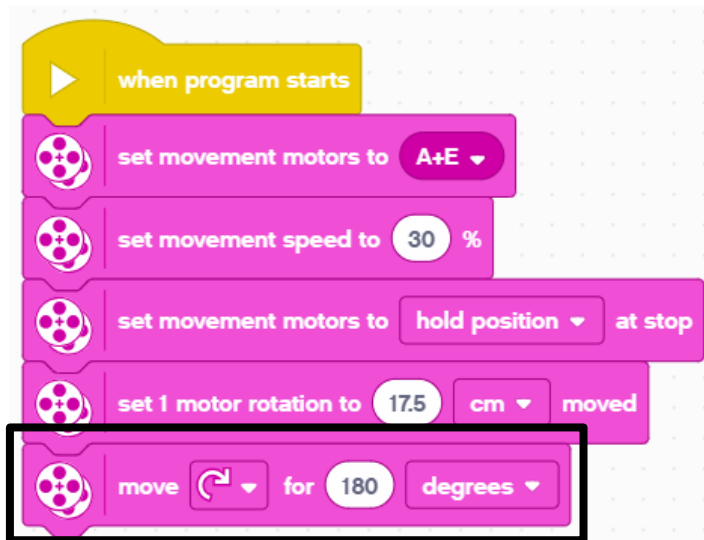 when program starts
set movement motors to A+E
set movement speed to 30 %
set movement motors to hold position at stop
set 1 motor rotation to 17.5 cm moved
move for 180 degrees